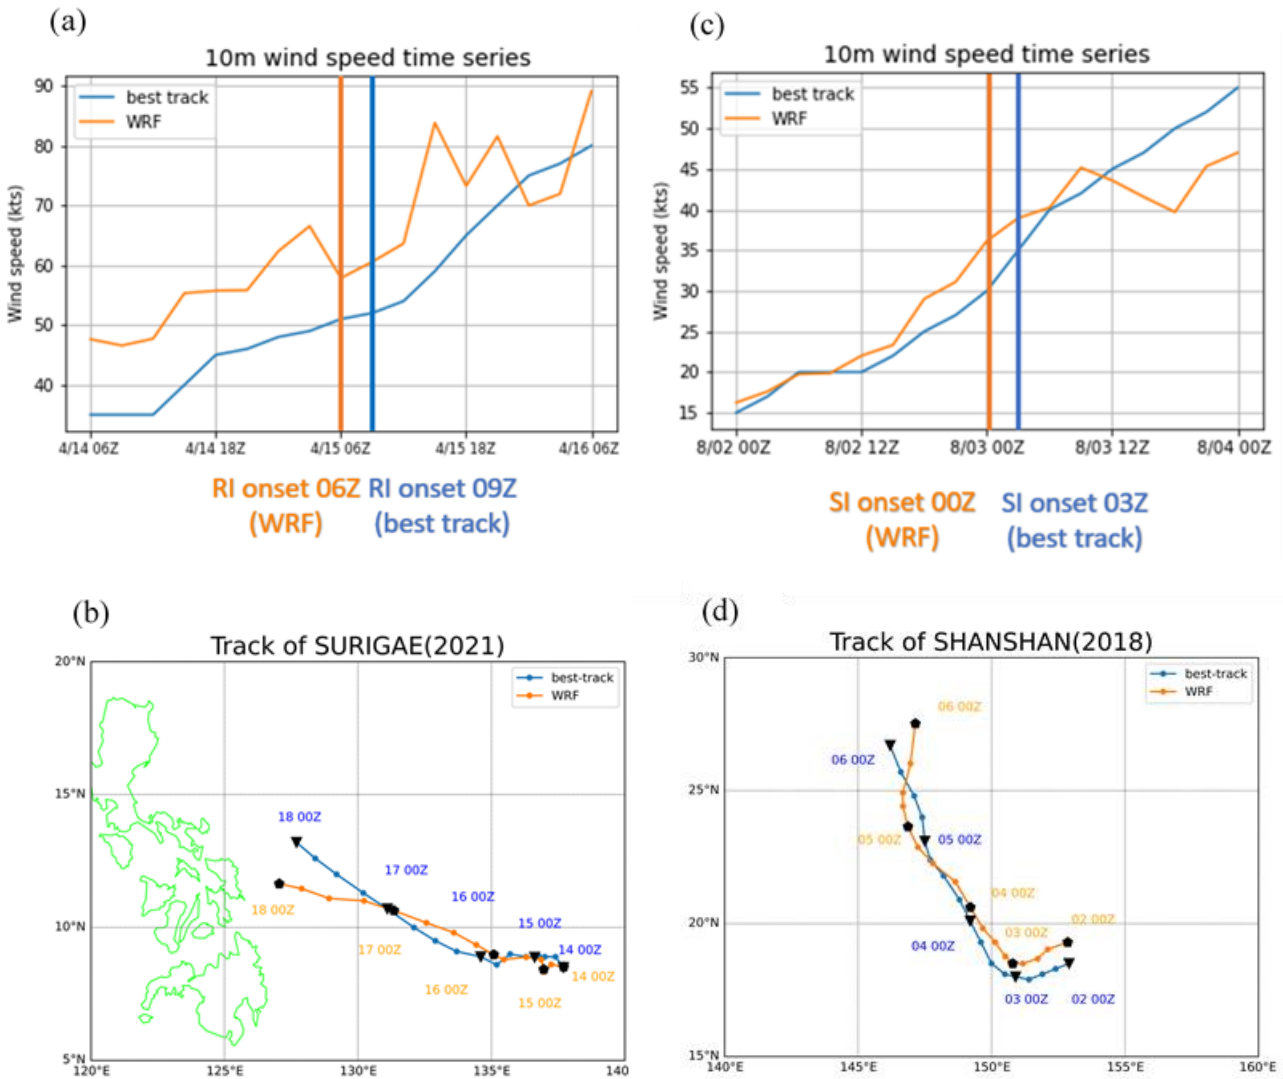 (a)
10m wind speed time series
best track
WRF
Wind speed (kts)
90
80
70
60
50
40
4/14 06Z 4/14 18Z 4/15 06Z 4/15 18Z 4/16 06Z
RI onset 06Z RI onset 09Z
(WRF) (best track)
(c)
10m wind speed time series
best track
WRF
Wind speed (kts)
55
50
45
40
35
30
25
20
15
8/02 00Z 8/02 12Z 8/03 00Z 8/03 12Z 8/04 00Z
SI onset 00Z SI onset 03Z
(WRF) (best track)
(b)
Track of SURIGAE(2021)
best-track
WRF
20°N
15°N
10°N
5°N
18 00Z
17 00Z
16 00Z
15 00Z
14 00Z
18 00Z
17 00Z
16 00Z
15 00Z
14 00Z
120°E 125°E 130°E 135°E 140
(d)
Track of SHANSHAN(2018)
best-track
WRF
30°N
25°N
20°N
15°N
06 00Z
06 00Z
05 00Z
05 00Z
04 00Z
04 00Z
03 00Z
02 00Z
03 00Z
02 00Z
140°E 145°E 150°E 155°E 160°E